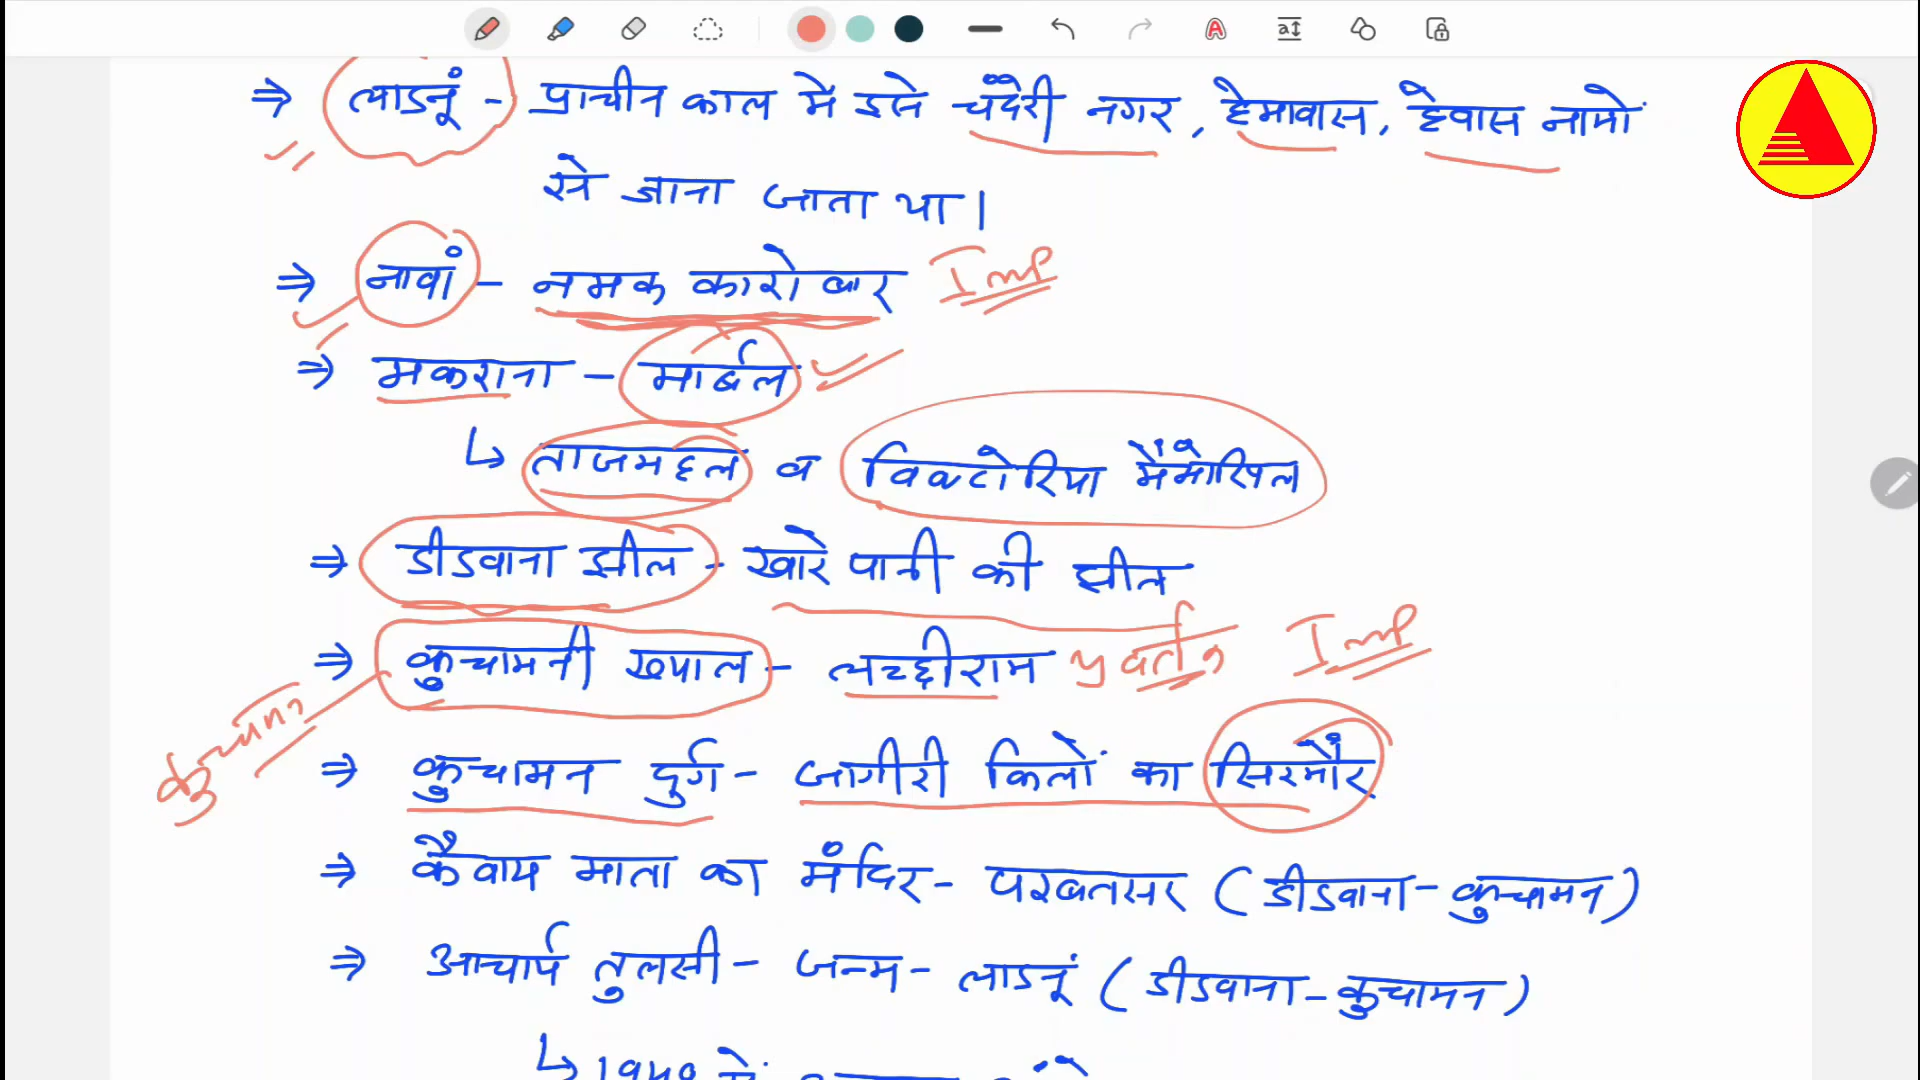 ⇒ लाडनूं - प्राचीन काल में इसे चंदेरी नगर, हेमावास, हेवास नामो
से जाना जाता था।
⇒ नावां - नमक कारोबार Imp
⇒ मकराना - मार्बल
↳ ताजमहल व विक्टोरिया मैमोरियल
⇒ डीडवाना झील - खारे पानी की झील
⇒ कुचामनी ख्याल - लच्छीराम प्रवर्तक Imp
कुचामन
⇒ कुचामन दुर्ग - जागीरी किलों का सिरमौर
⇒ कैवाय माता का मंदिर - परबतसर (डीडवाना-कुचामन)
⇒ आचार्य तुलसी - जन्म - लाडनूं (डीडवाना-कुचामन)
↳